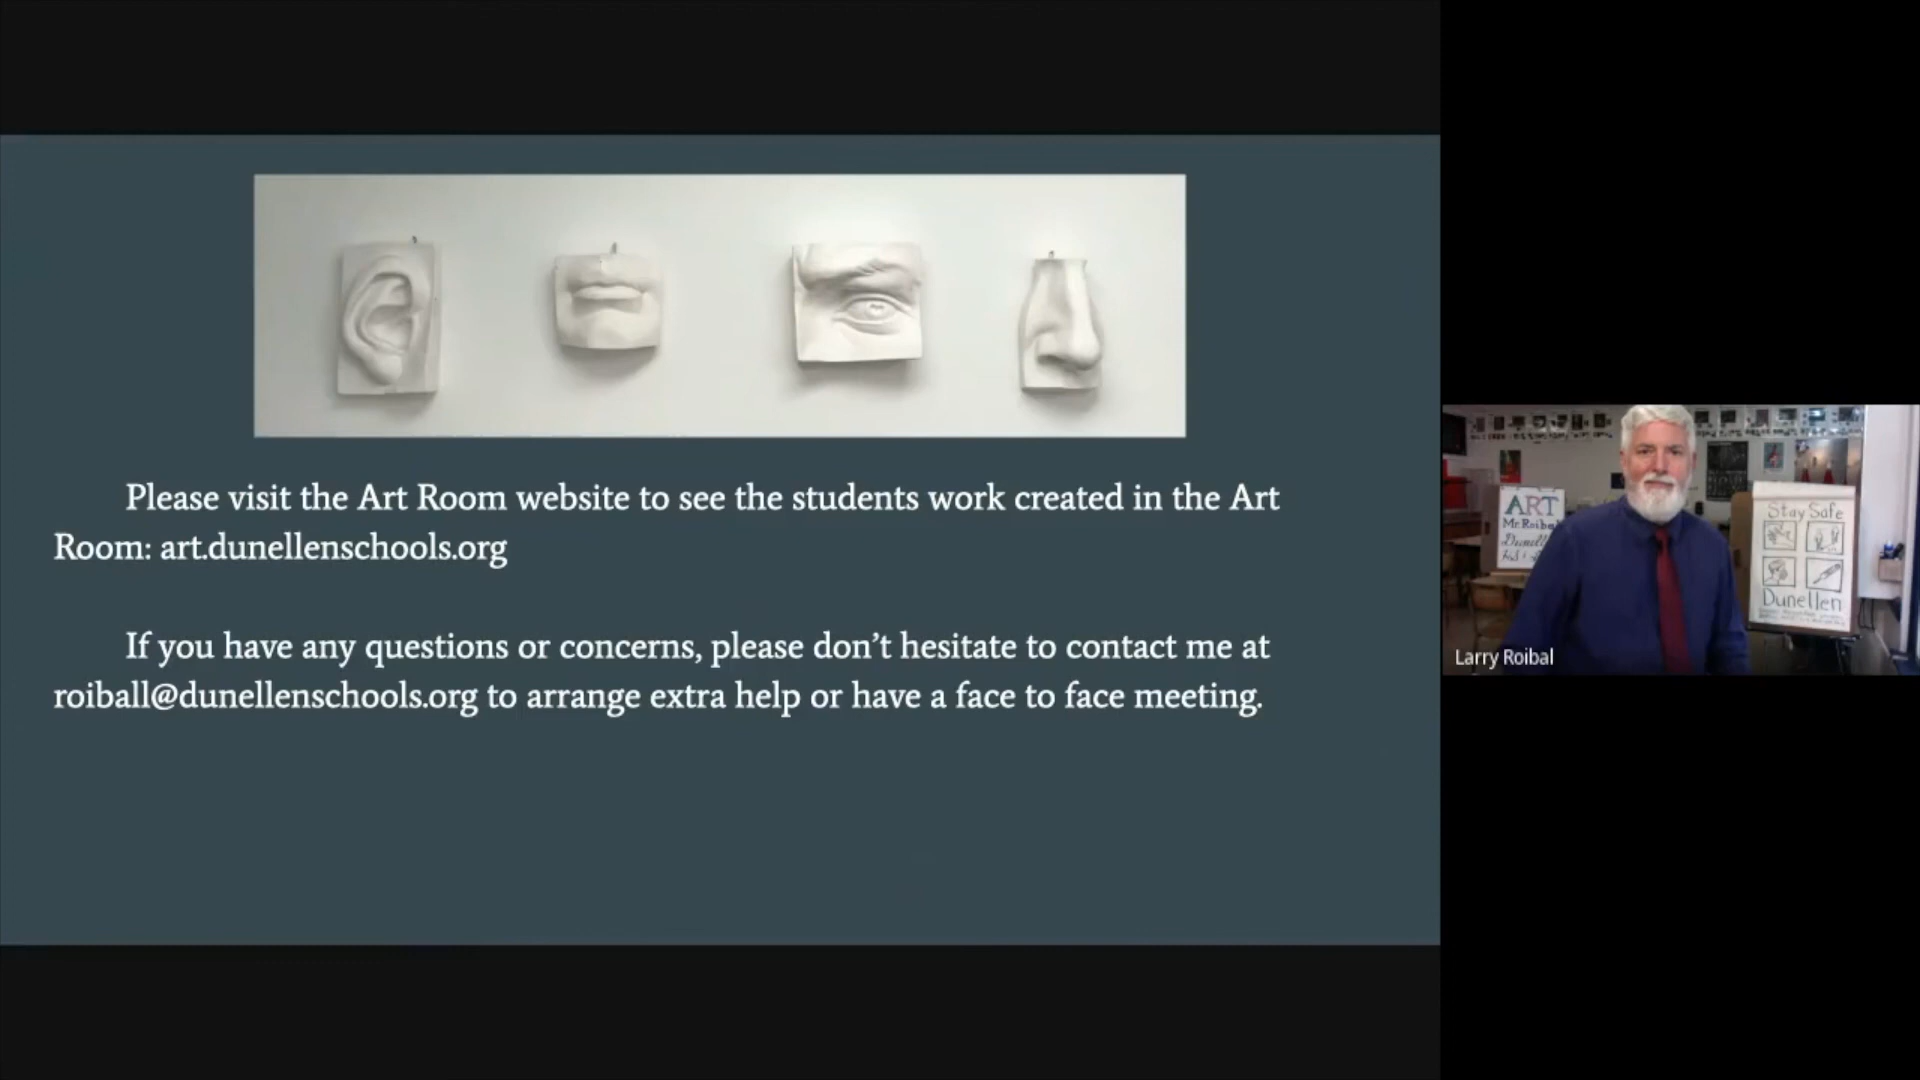 Please visit the Art Room website to see the students work created in the Art
Room: art.dunellenschools.org
If you have any questions or concerns, please don’t hesitate to contact me at
roiball@dunellenschools.org to arrange extra help or have a face to face meeting.
ART
Mr. Roibal
Stay Safe
Dunellen
Larry Roibal